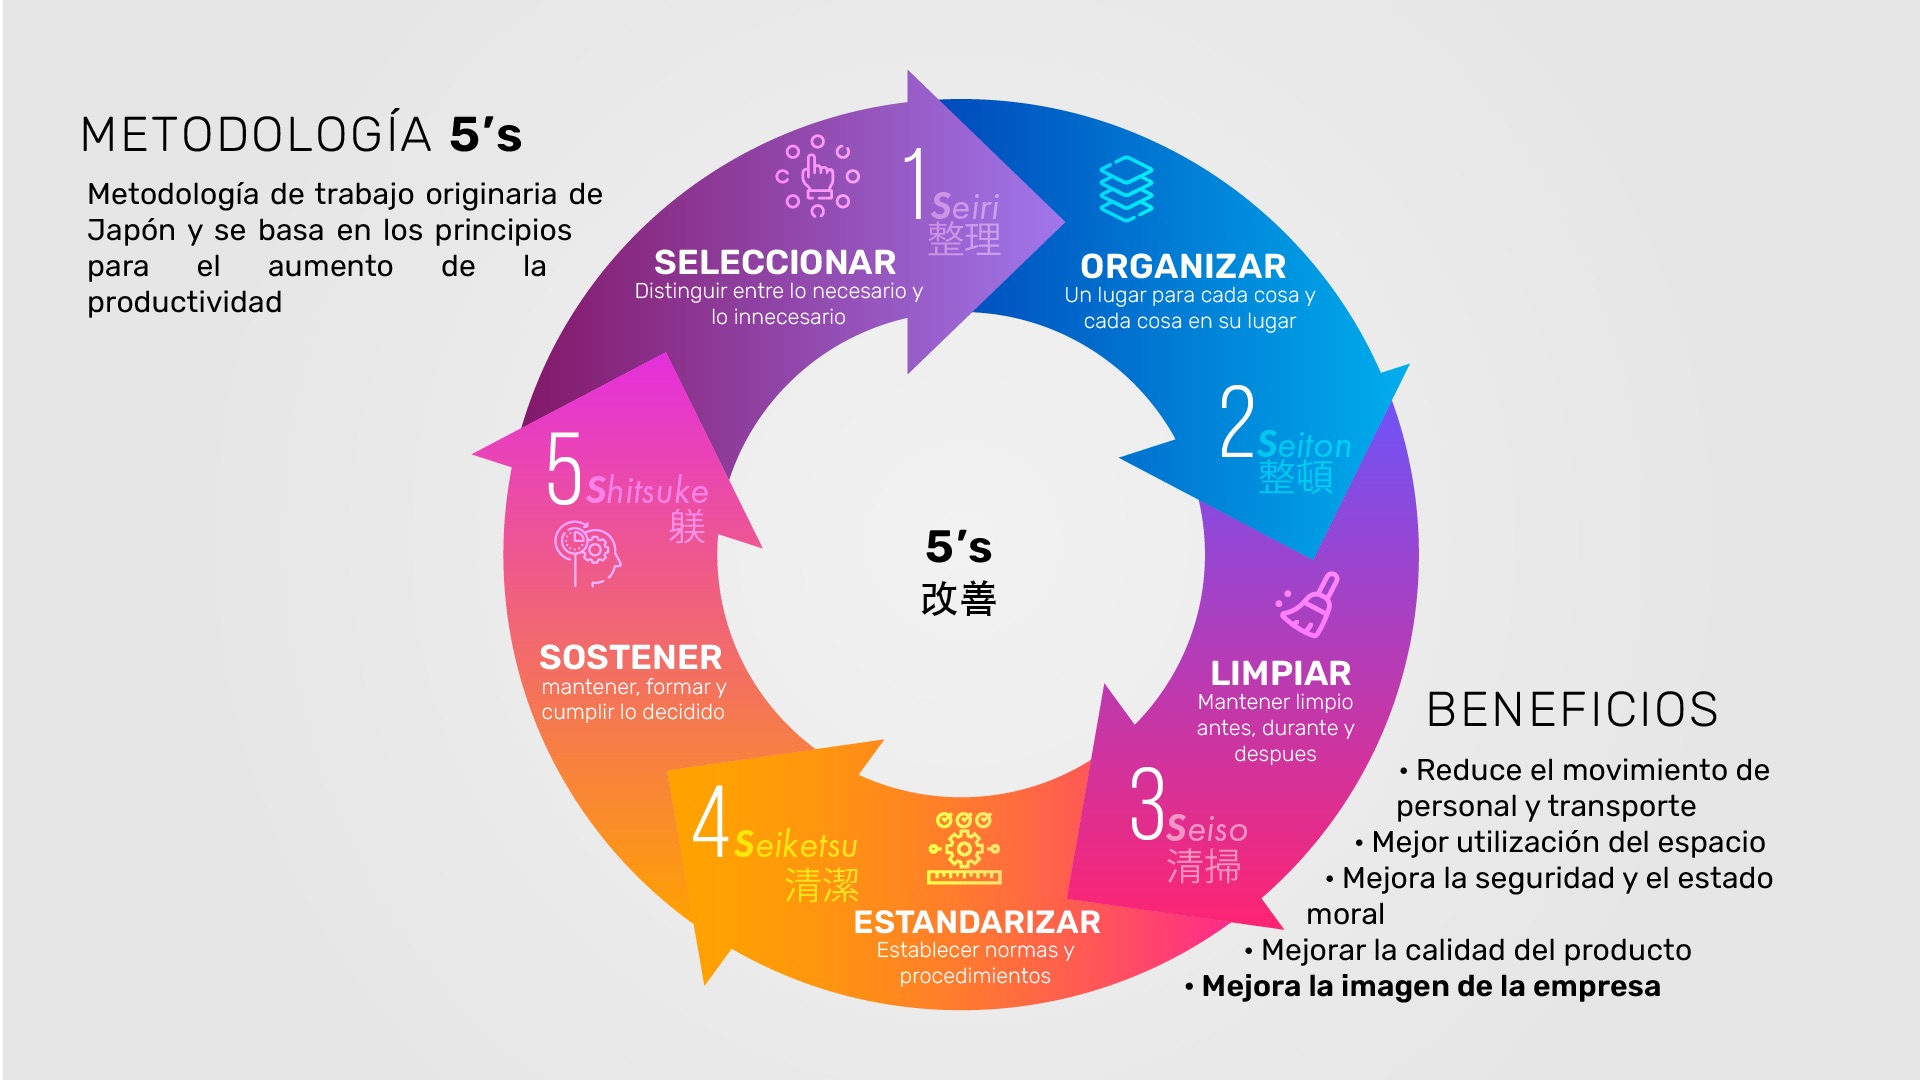 METODOLOGÍA 5's
Metodología de trabajo originaria de
Japón y se basa en los principios
para el aumento de la
productividad
1
Seiri
整理
SELECCIONAR
Distinguir entre lo necesario y
lo innecesario
ORGANIZAR
Un lugar para cada cosa y
cada cosa en su lugar
2
Seiton
整頓
LIMPIAR
Mantener limpio
antes, durante y
despues
3
Seiso
清掃
ESTANDARIZAR
Establecer normas y
procedimientos
4
Seiketsu
清潔
5
Shitsuke
躾
SOSTENER
mantener, formar y
cumplir lo decidido
5's
改善
BENEFICIOS
• Reduce el movimiento de
personal y transporte
• Mejor utilización del espacio
• Mejora la seguridad y el estado
moral
• Mejorar la calidad del producto
• Mejora la imagen de la empresa